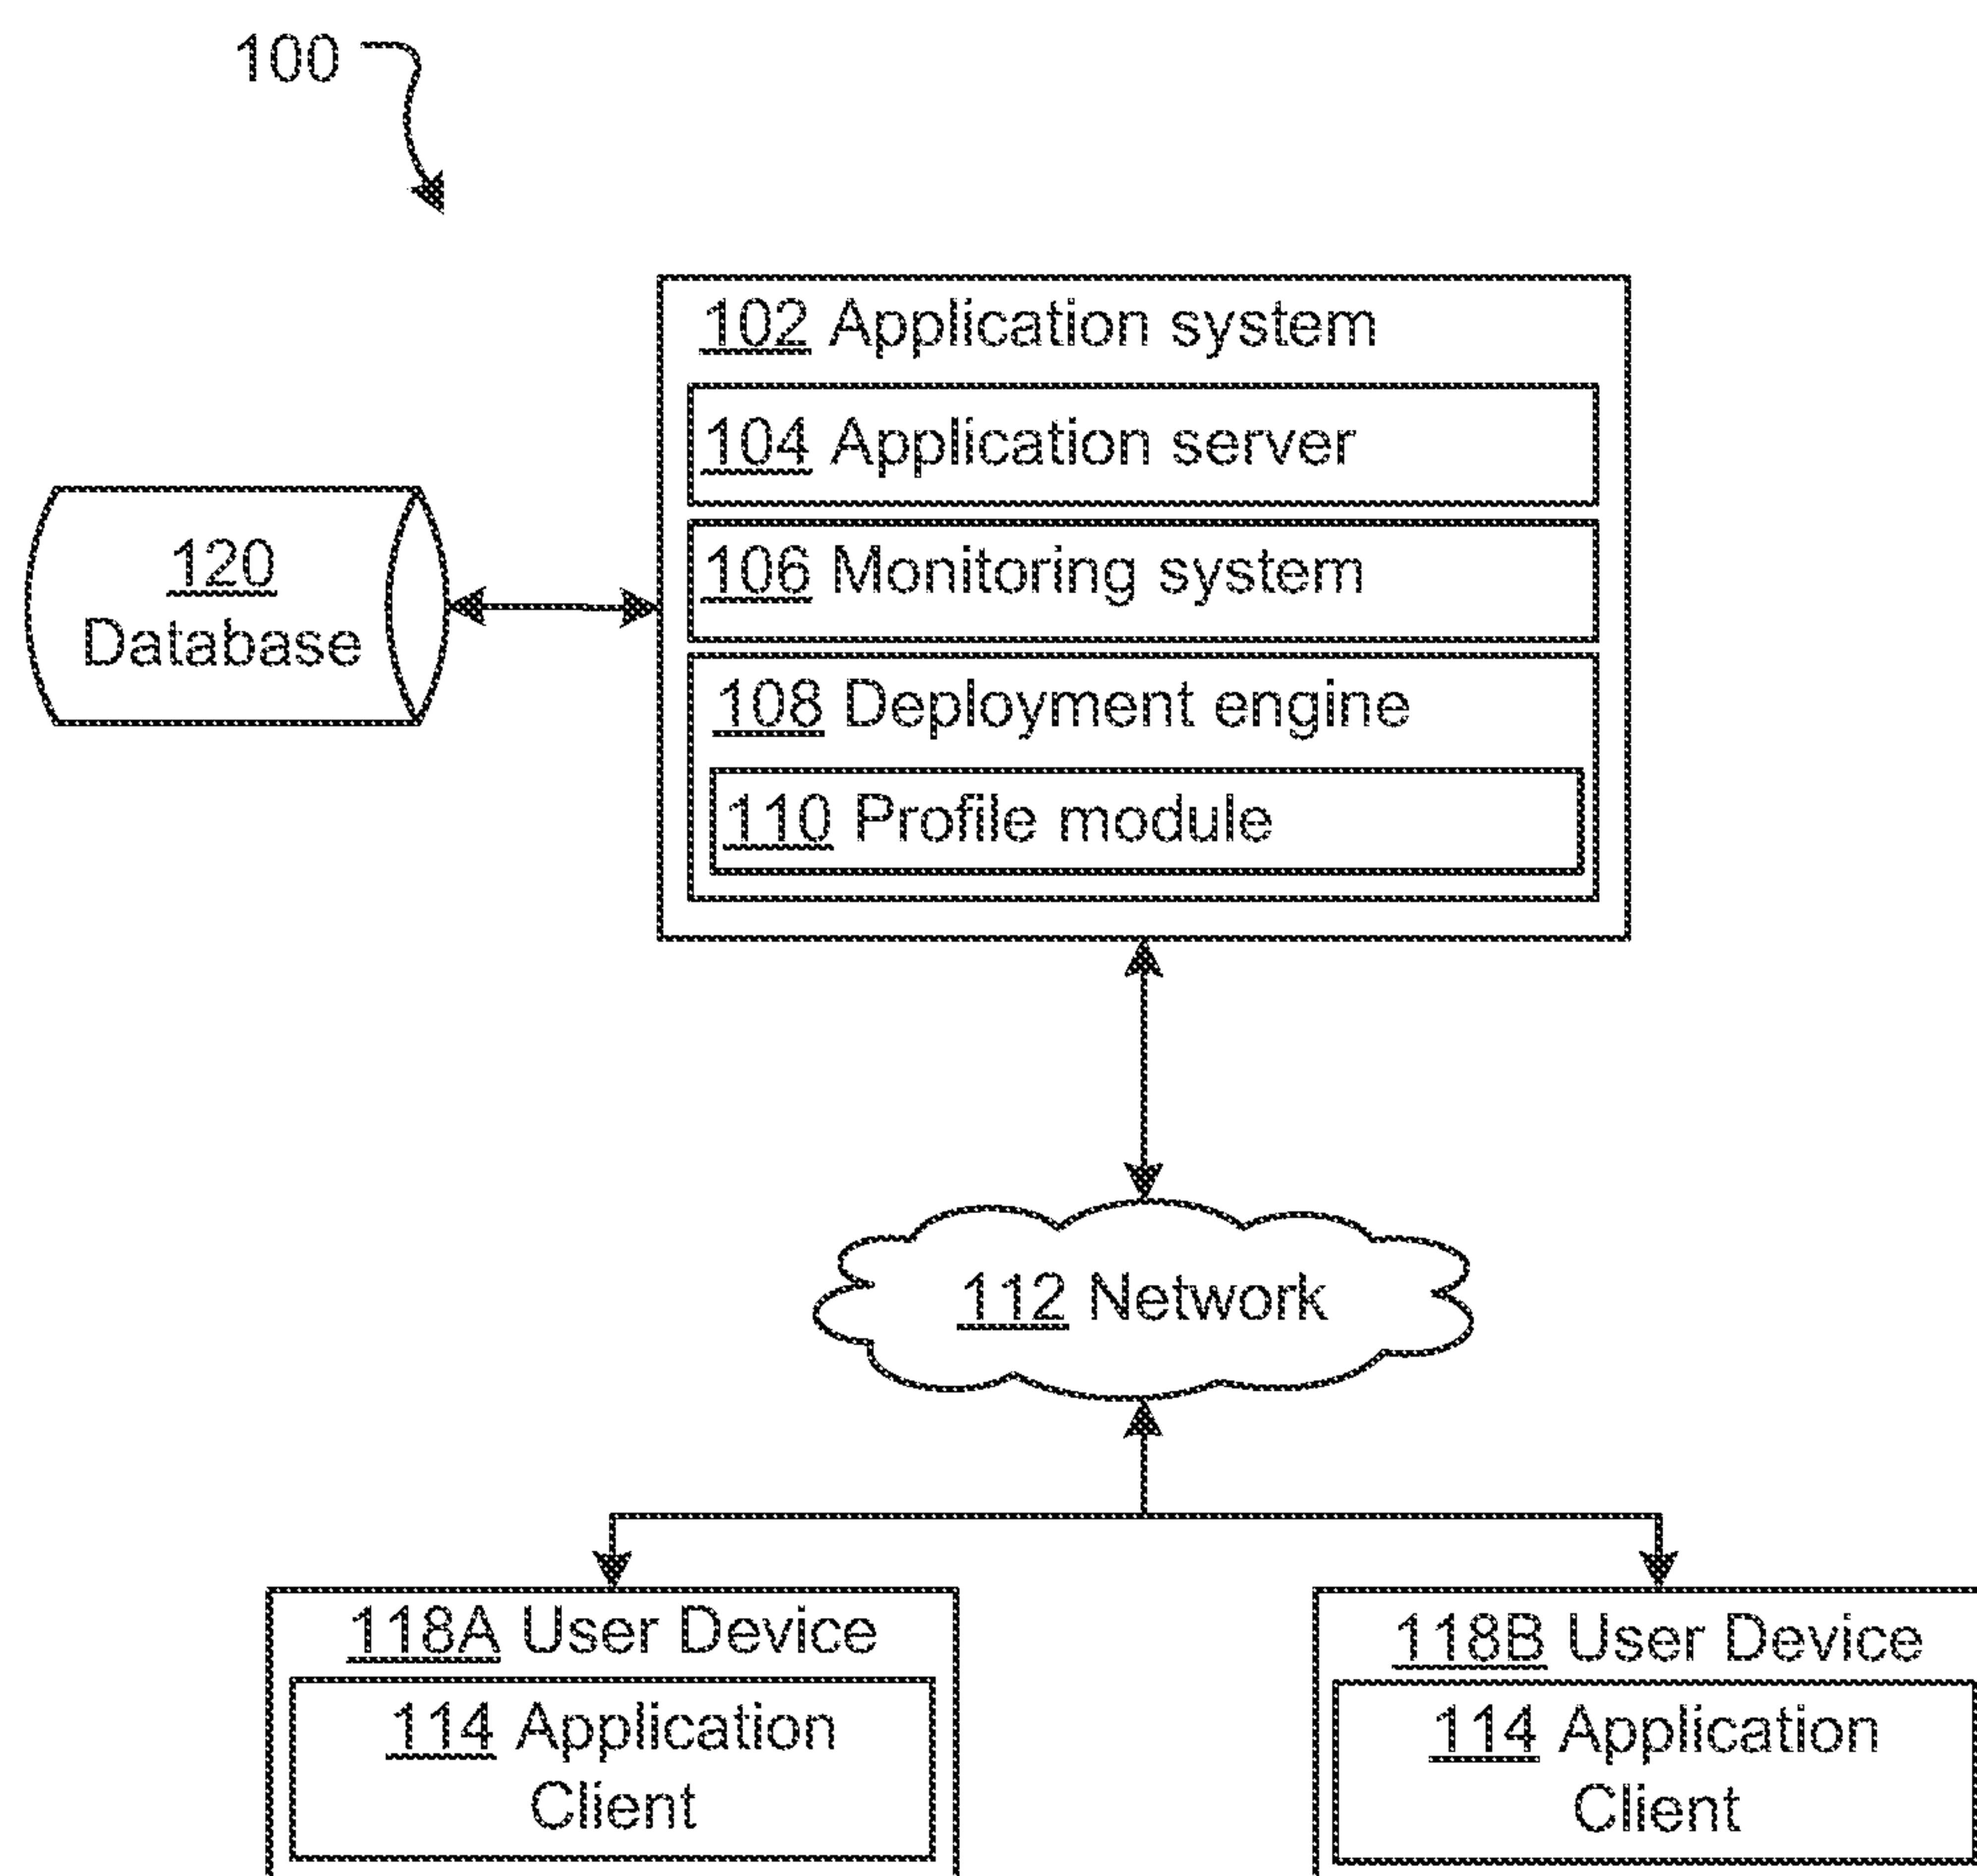 100
102 Application system
104 Application server
106 Monitoring system
108 Deployment engine
110 Profile module
120
Database
112 Network
118A User Device
114 Application
Client
118B User Device
114 Application
Client